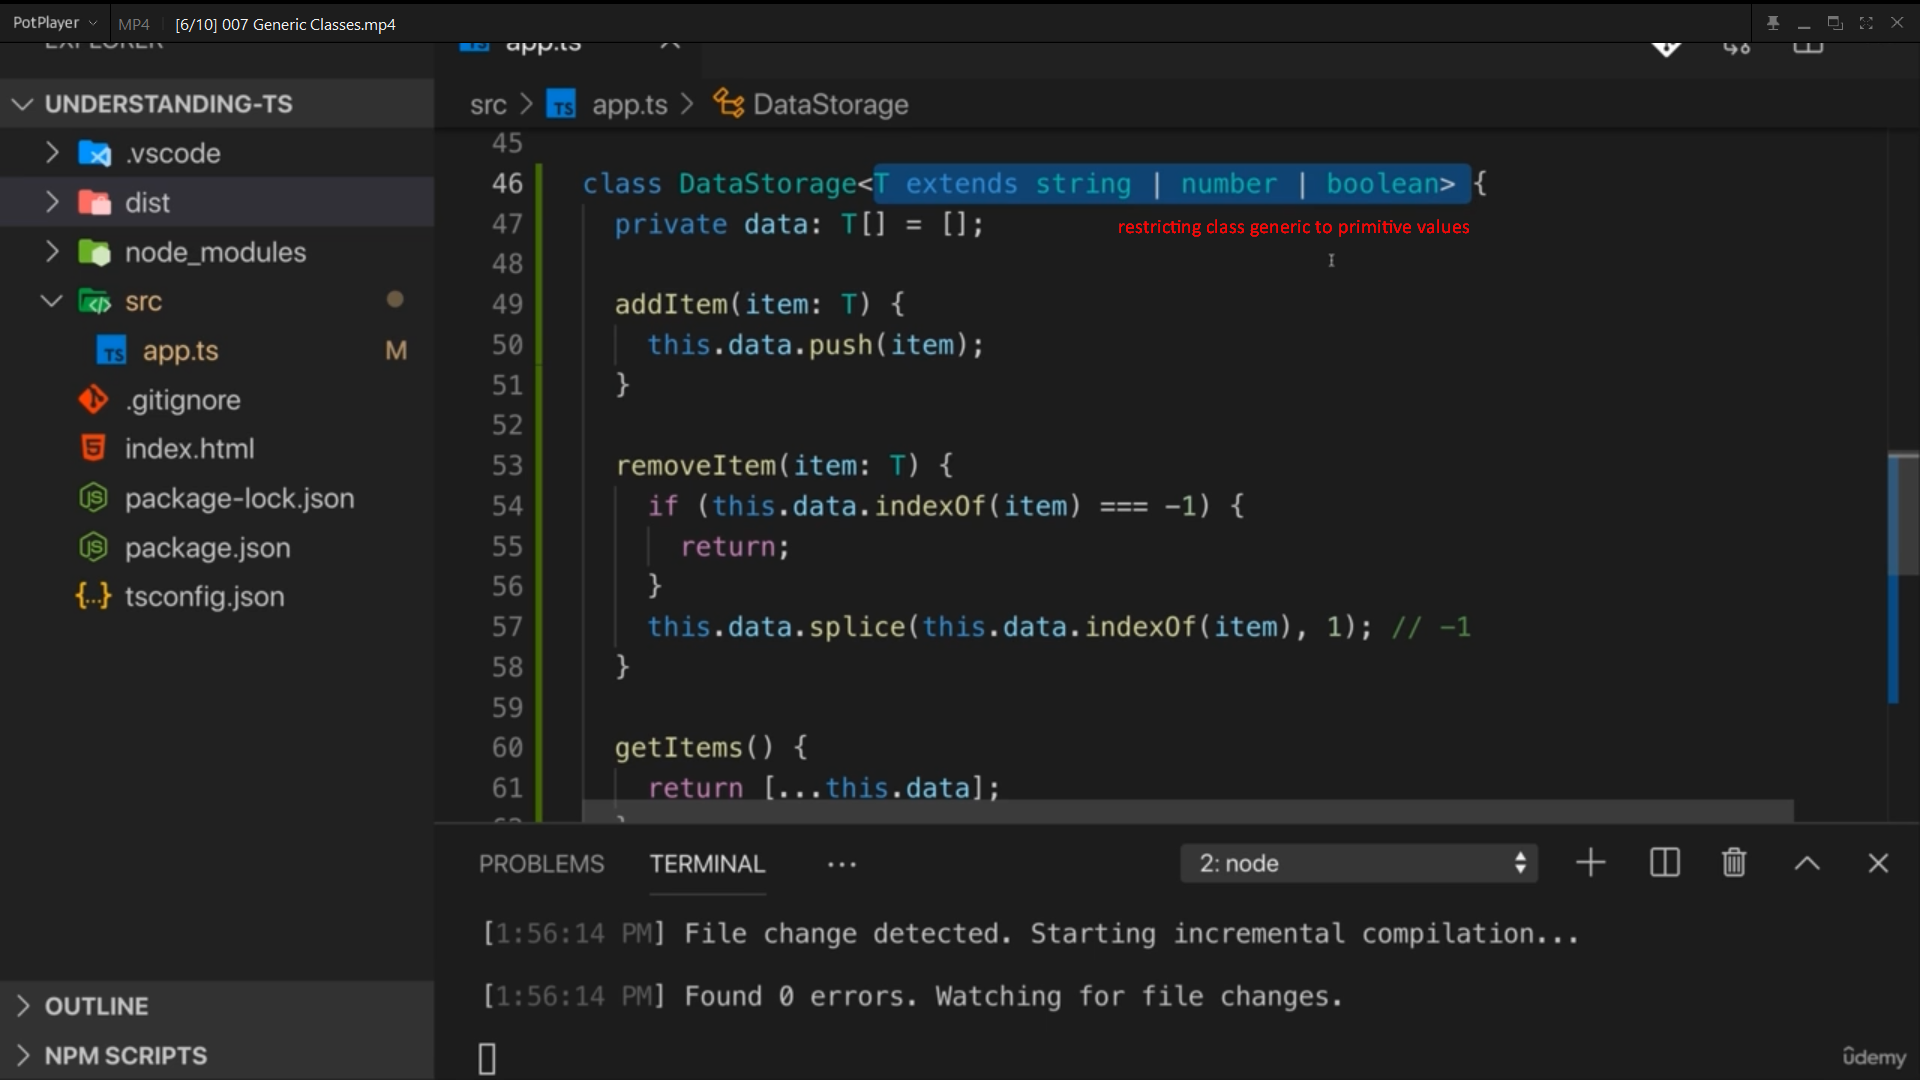 PotPlayer
MP4
[6/10] 007 Generic Classes.mp4
EXPLORER
app.ts
UNDERSTANDING-TS
.vscode
dist
node_modules
src
app.ts M
.gitignore
index.html
package-lock.json
package.json
tsconfig.json
OUTLINE
NPM SCRIPTS
src > TS app.ts > DataStorage
45
46 class DataStorage<T extends string | number | boolean> {
47 private data: T[] = [];
restricting class generic to primitive values
48
49 addItem(item: T) {
50 this.data.push(item);
51 }
52
53 removeItem(item: T) {
54 if (this.data.indexOf(item) === -1) {
55 return;
56 }
57 this.data.splice(this.data.indexOf(item), 1); // -1
58 }
59
60 getItems() {
61 return [...this.data];
PROBLEMS TERMINAL ··· 2: node
[1:56:14 PM] File change detected. Starting incremental compilation...
[1:56:14 PM] Found 0 errors. Watching for file changes.
ûdemy